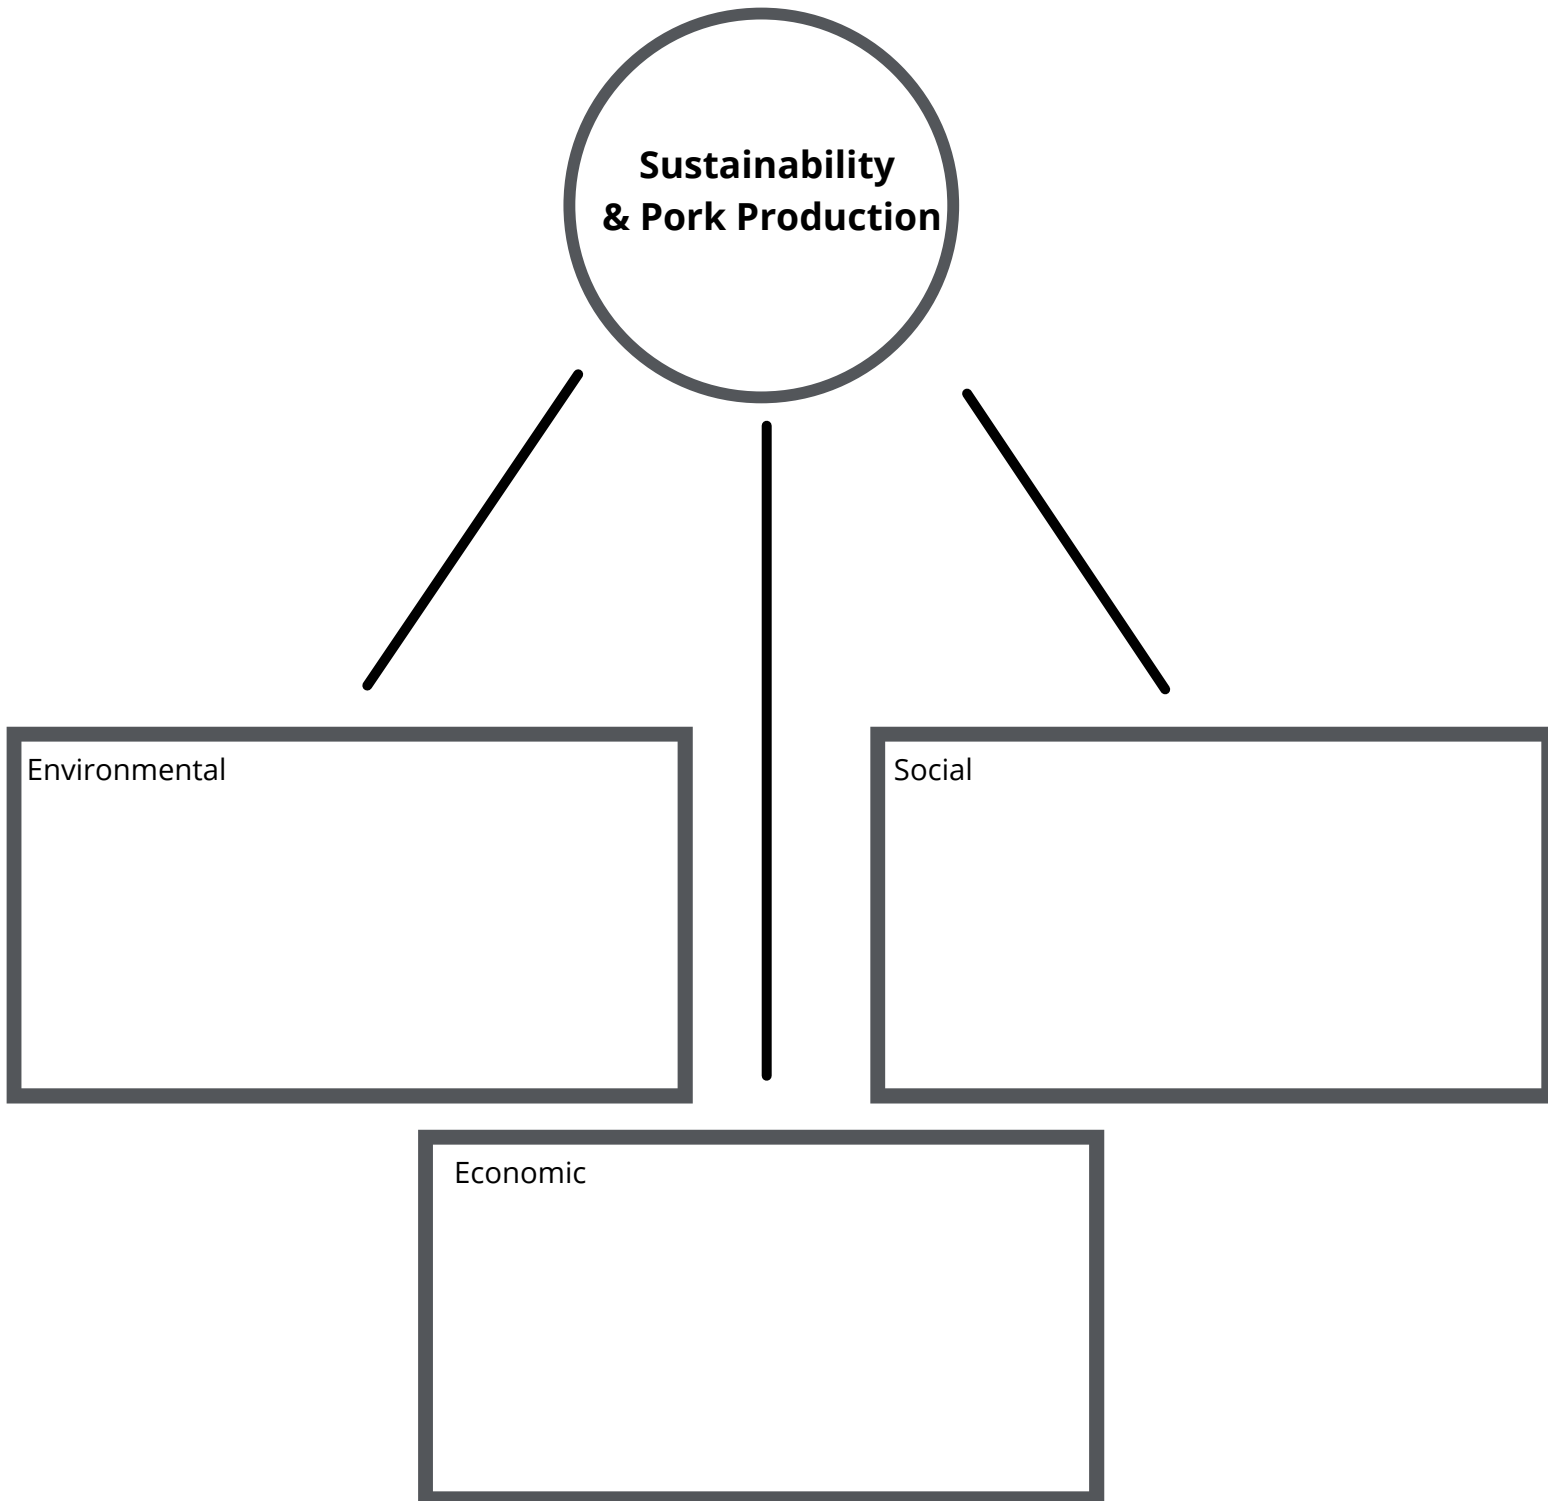 Sustainability
& Pork Production
Environmental
Social
Economic